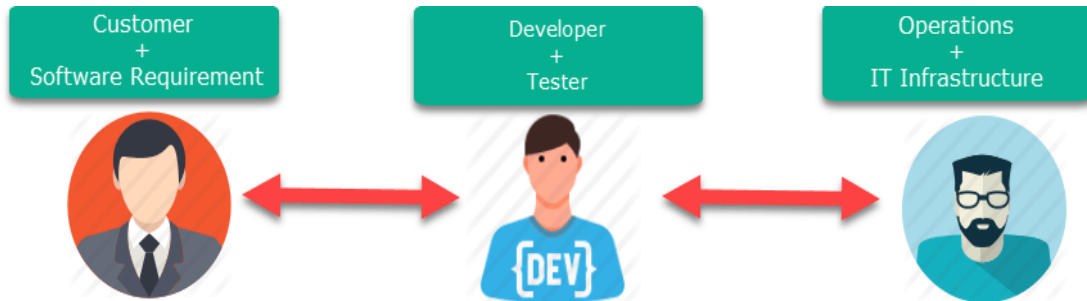 Customer
+
Software Requirement
Developer
+
Tester
Operations
+
IT Infrastructure
{DEV}